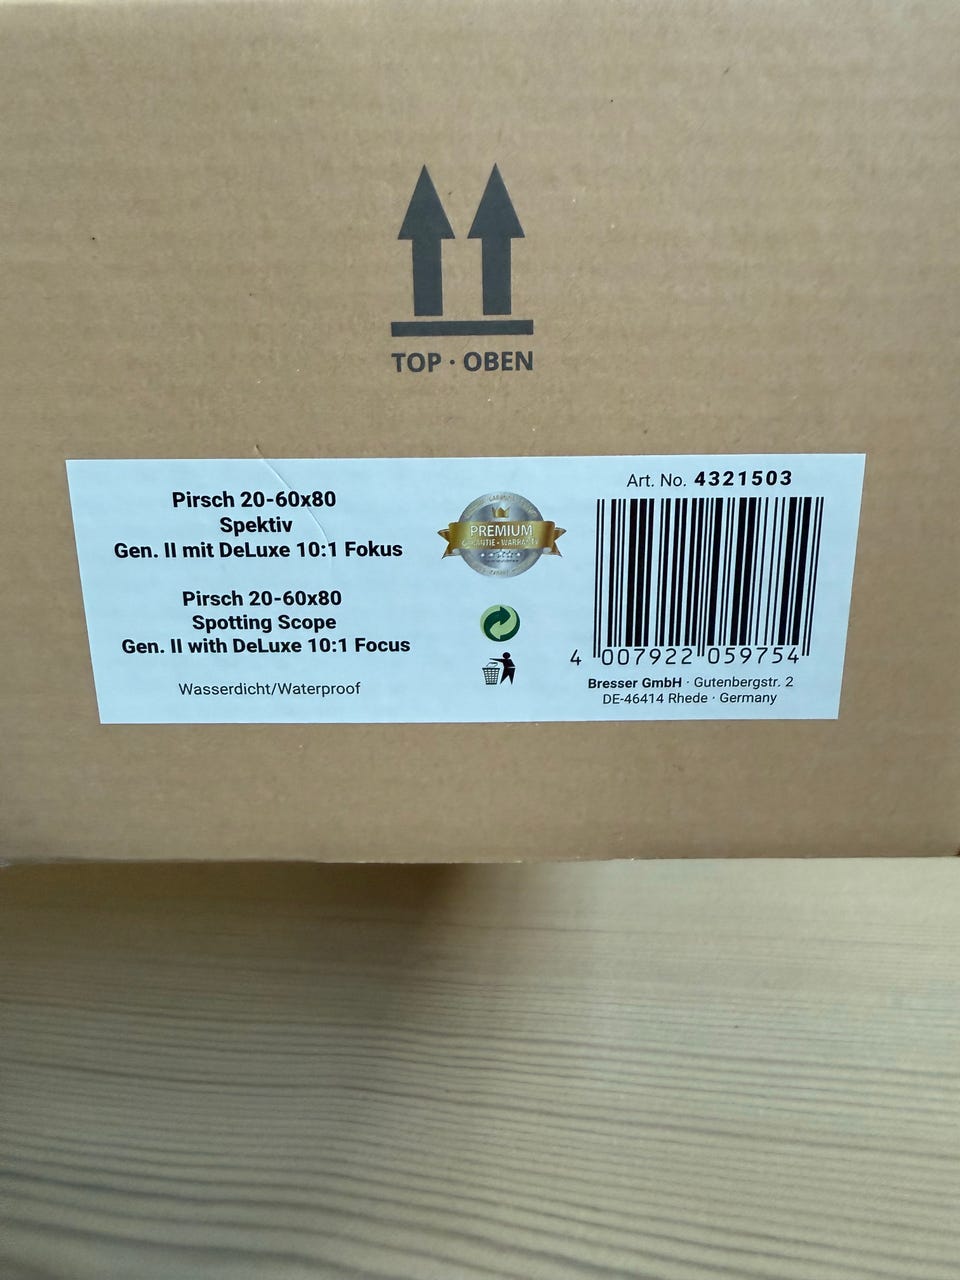 TOP · OBEN
Pirsch 20-60x80
Spektiv
Gen. II mit DeLuxe 10:1 Fokus
Pirsch 20-60x80
Spotting Scope
Gen. II with DeLuxe 10:1 Focus
Wasserdicht/Waterproof
PREMIUM
GARANTIE • WARRANTY
Art. No. 4321503
4 007922 059754
Bresser GmbH · Gutenbergstr. 2
DE-46414 Rhede · Germany